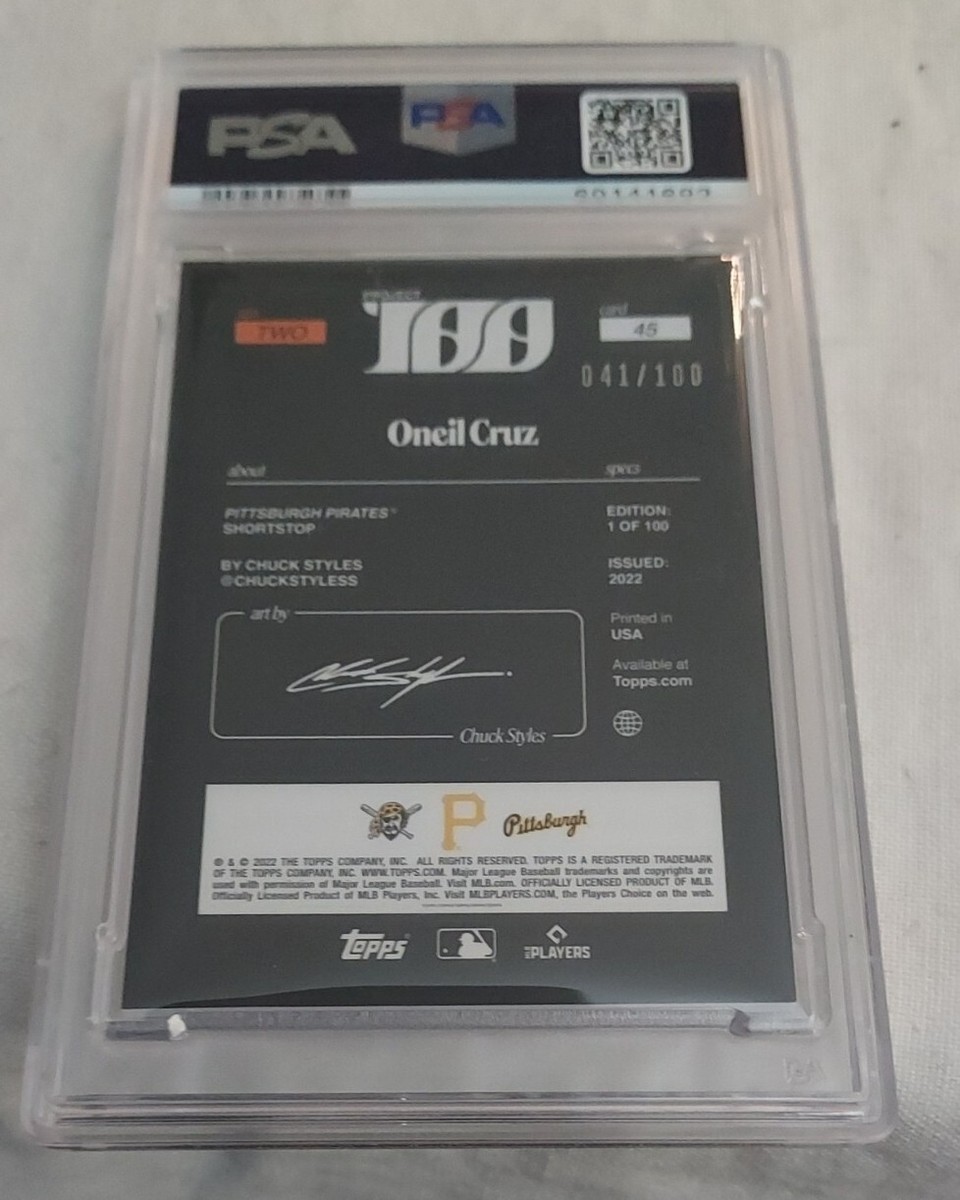 PSA
PSA
PROJECT
100
TWO
card
45
041/100
Oneil Cruz
about
specs
PITTSBURGH PIRATES®
SHORTSTOP
EDITION:
1 OF 100
BY CHUCK STYLES
@CHUCKSTYLESS
ISSUED:
2022
art by
Chuck Styles
Printed in
USA
Available at
Topps.com
P
Pittsburgh
® & © 2022 THE TOPPS COMPANY, INC. ALL RIGHTS RESERVED. TOPPS IS A REGISTERED TRADEMARK
OF THE TOPPS COMPANY, INC. WWW.TOPPS.COM. Major League Baseball trademarks and copyrights are
used with permission of Major League Baseball. Visit MLB.com. OFFICIALLY LICENSED PRODUCT OF MLB.
Officially Licensed Product of MLB Players, Inc. Visit MLBPLAYERS.COM, the Players Choice on the web.
topps®
PLAYERS